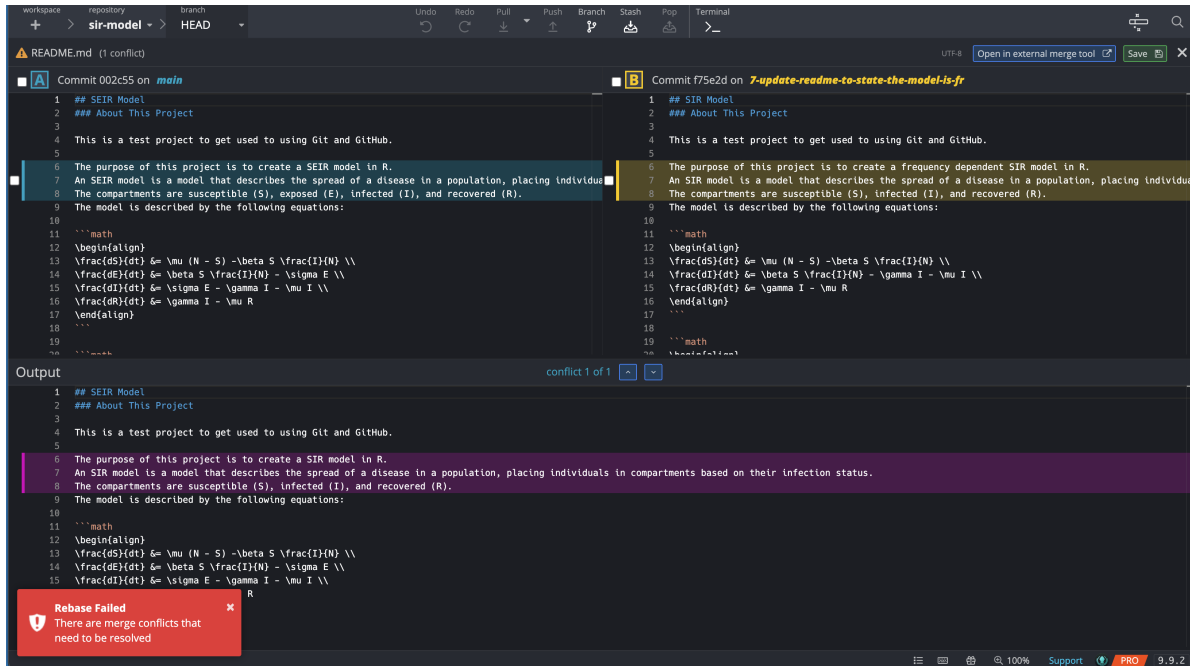 workspace repository branch
sir-model HEAD
Undo Redo Pull Push Branch Stash Pop Terminal
README.md (1 conflict)
UTF-8 Open in external merge tool Save
A Commit 002c55 on main
1 ## SEIR Model
2 ### About This Project
3
4 This is a test project to get used to using Git and GitHub.
5
6 The purpose of this project is to create a SEIR model in R.
7 An SEIR model is a model that describes the spread of a disease in a population, placing individua
8 The compartments are susceptible (S), exposed (E), infected (I), and recovered (R).
9 The model is described by the following equations:
10
11 ```math
12 \begin{align}
13 \frac{dS}{dt} &= \mu (N - S) -\beta S \frac{I}{N} \\
14 \frac{dE}{dt} &= \beta S \frac{I}{N} - \sigma E \\
15 \frac{dI}{dt} &= \sigma E - \gamma I - \mu I \\
16 \frac{dR}{dt} &= \gamma I - \mu R
17 \end{align}
18 ```
19
20 ```math
B Commit f75e2d on 7-update-readme-to-state-the-model-is-fr
1 ## SIR Model
2 ### About This Project
3
4 This is a test project to get used to using Git and GitHub.
5
6 The purpose of this project is to create a frequency dependent SIR model in R.
7 An SIR model is a model that describes the spread of a disease in a population, placing individua
8 The compartments are susceptible (S), infected (I), and recovered (R).
9 The model is described by the following equations:
10
11 ```math
12 \begin{align}
13 \frac{dS}{dt} &= \mu (N - S) -\beta S \frac{I}{N} \\
14 \frac{dI}{dt} &= \beta S \frac{I}{N} - \gamma I - \mu I \\
15 \frac{dR}{dt} &= \gamma I - \mu R
16 \end{align}
17 ```
18
19 ```math
20 \begin{align}
Output
conflict 1 of 1
1 ## SEIR Model
2 ### About This Project
3
4 This is a test project to get used to using Git and GitHub.
5
6 The purpose of this project is to create a SIR model in R.
7 An SIR model is a model that describes the spread of a disease in a population, placing individuals in compartments based on their infection status.
8 The compartments are susceptible (S), infected (I), and recovered (R).
9 The model is described by the following equations:
10
11 ```math
12 \begin{align}
13 \frac{dS}{dt} &= \mu (N - S) -\beta S \frac{I}{N} \\
14 \frac{dE}{dt} &= \beta S \frac{I}{N} - \sigma E \\
15 \frac{dI}{dt} &= \sigma E - \gamma I - \mu I \\
R
Rebase Failed
There are merge conflicts that
need to be resolved
100% Support PRO 9.9.2